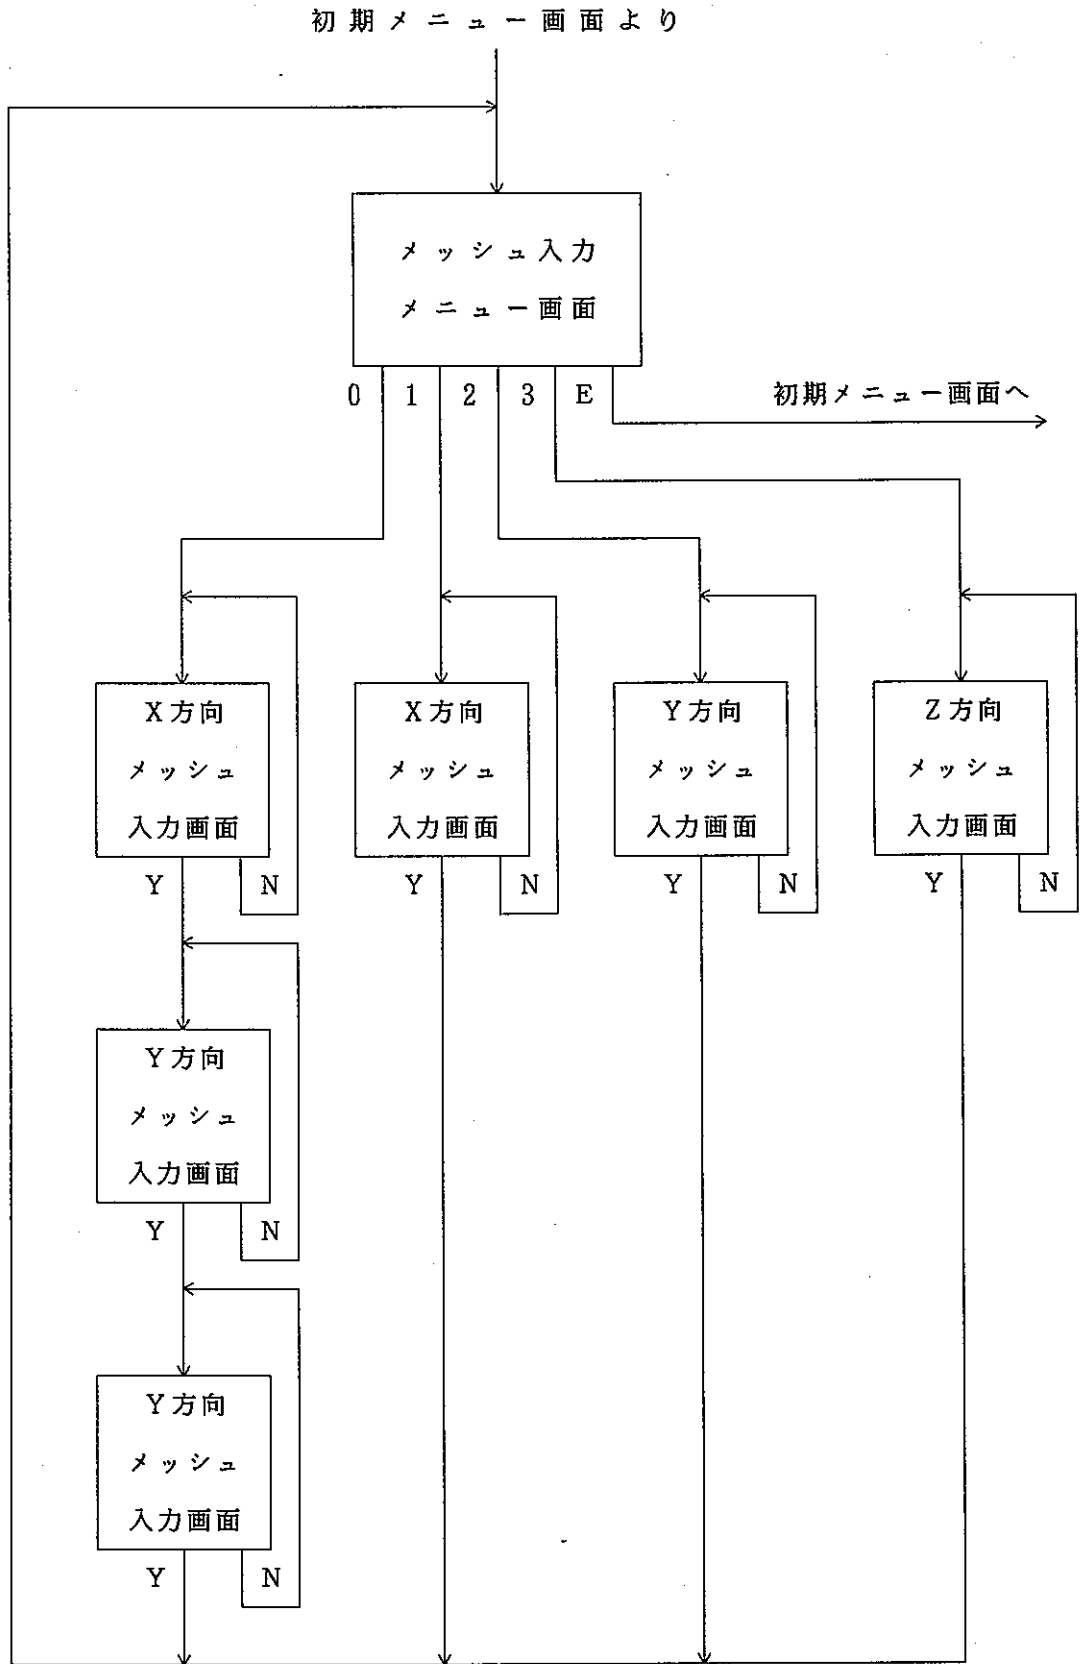 初期メニュー画面より
メッシュ入力
メニュー画面
0 1 2 3 E
初期メニュー画面へ
X方向
メッシュ
入力画面
Y N
X方向
メッシュ
入力画面
Y N
Y方向
メッシュ
入力画面
Y N
Z方向
メッシュ
入力画面
Y N
Y方向
メッシュ
入力画面
Y N
Y方向
メッシュ
入力画面
Y N